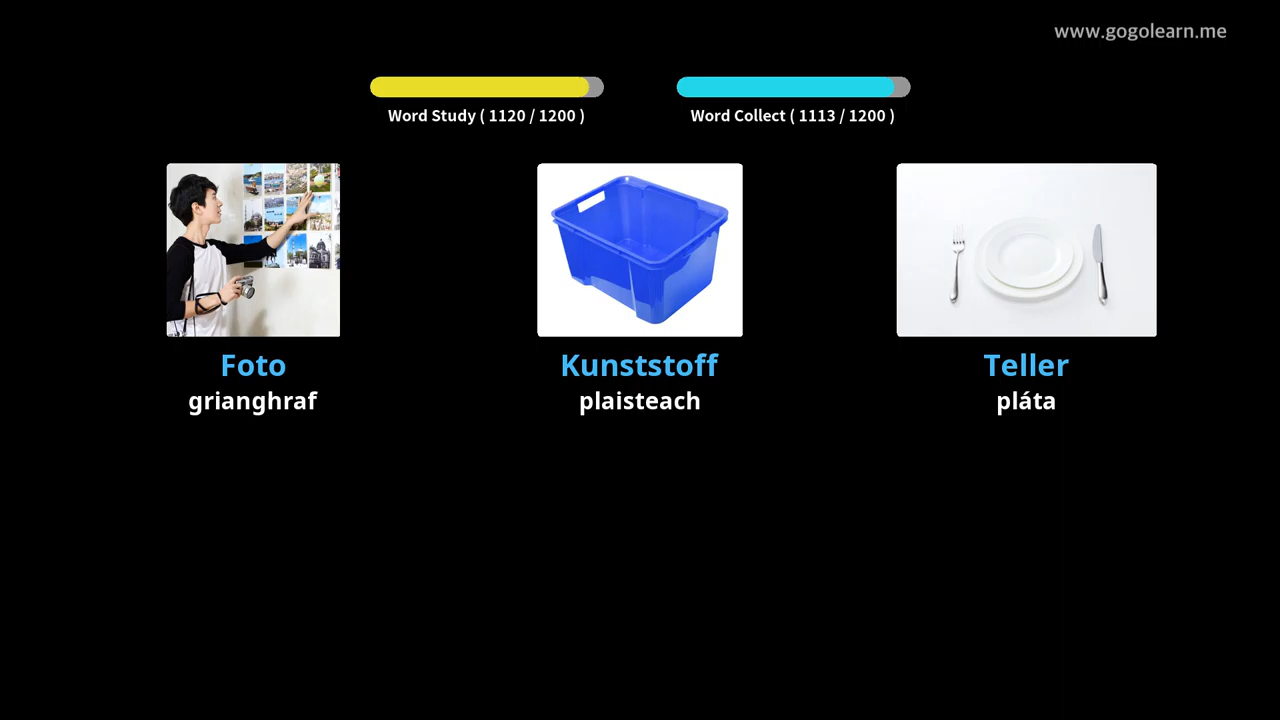 www.gogolearn.me
Word Study ( 1120 / 1200 )
Word Collect ( 1113 / 1200 )
Foto
grianghraf
Kunststoff
plaisteach
Teller
pláta